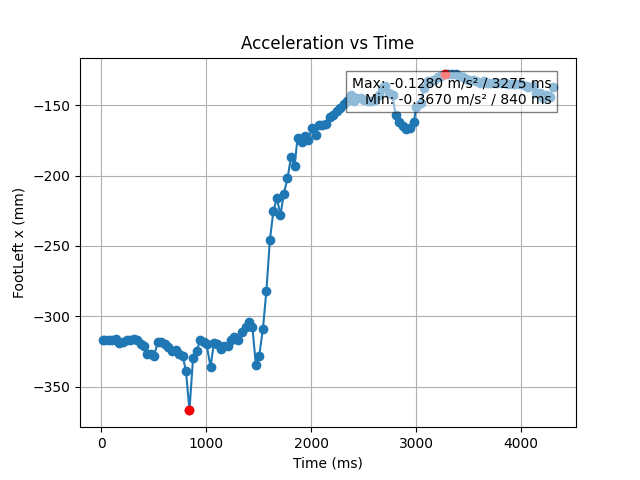 Acceleration vs Time
Max: -0.1280 m/s² / 3275 ms
Min: -0.3670 m/s² / 840 ms
FootLeft x (mm)
−150
−200
−250
−300
−350
0
1000
2000
3000
4000
Time (ms)